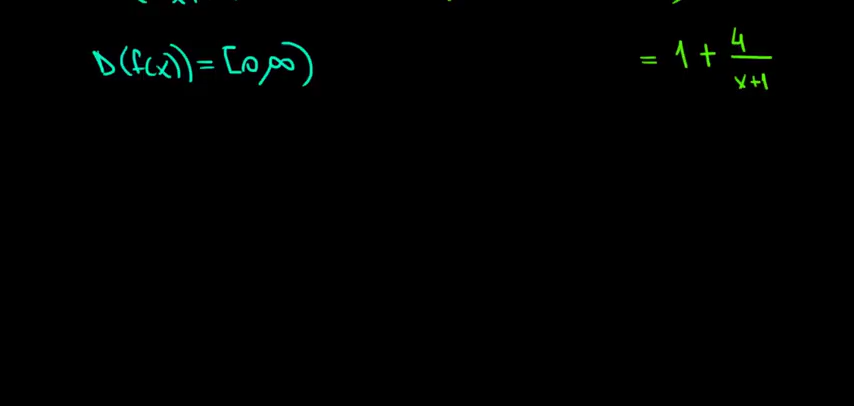 D(f(x)) = [0,∞)
= 1 + 4/(x+1)